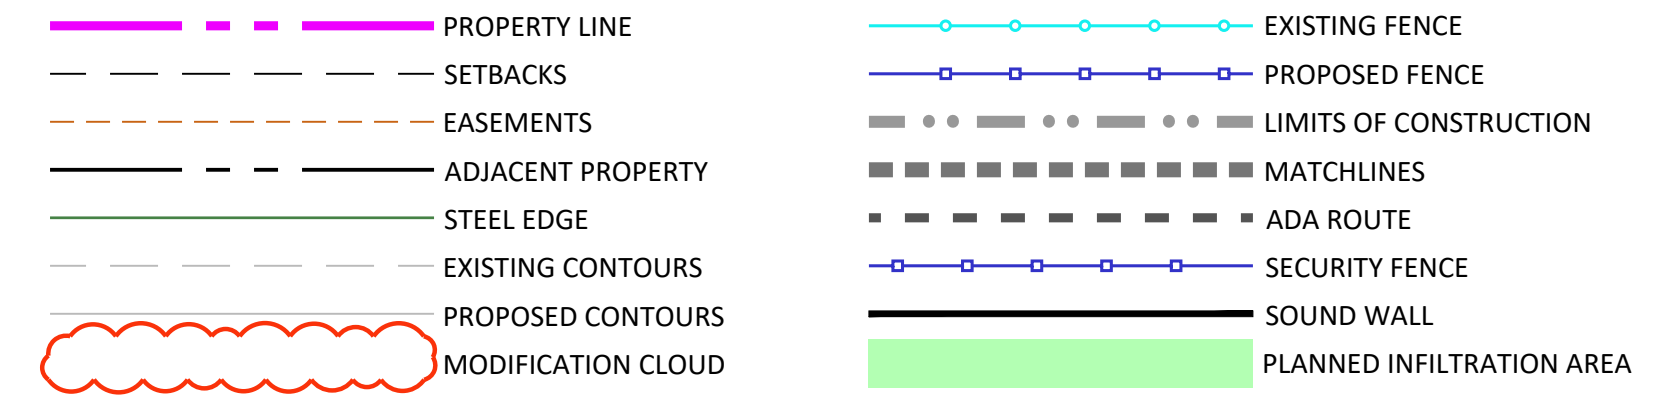 PROPERTY LINE
SETBACKS
EASEMENTS
ADJACENT PROPERTY
STEEL EDGE
EXISTING CONTOURS
PROPOSED CONTOURS
MODIFICATION CLOUD
EXISTING FENCE
PROPOSED FENCE
LIMITS OF CONSTRUCTION
MATCHLINES
ADA ROUTE
SECURITY FENCE
SOUND WALL
PLANNED INFILTRATION AREA